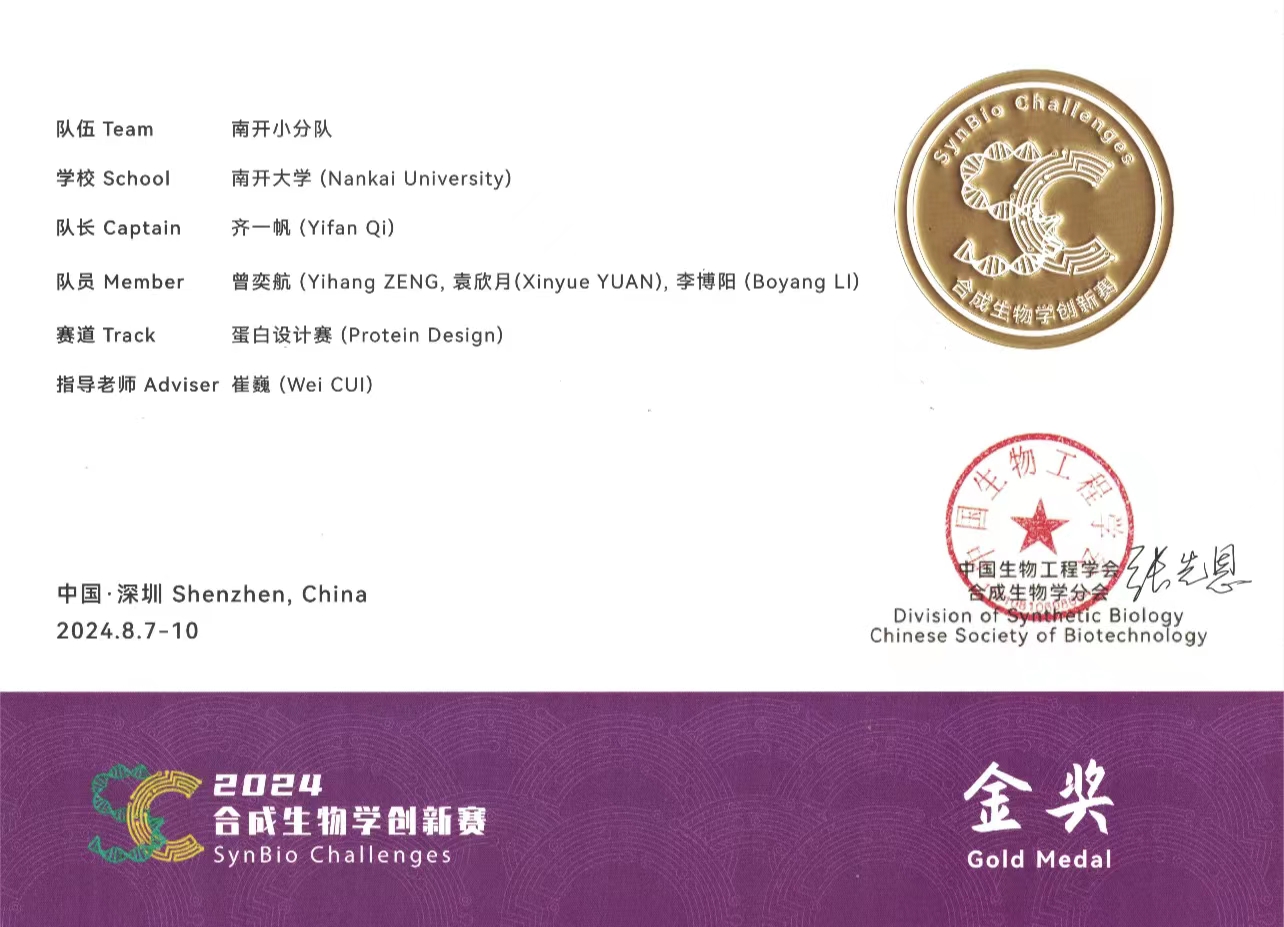 队伍 Team 南开小分队
学校 School 南开大学 (Nankai University)
队长 Captain 齐一帆 (Yifan Qi)
队员 Member 曾奕航 (Yihang ZENG, 袁欣月(Xinyue YUAN), 李博阳 (Boyang LI)
赛道 Track 蛋白设计赛 (Protein Design)
指导老师 Adviser 崔巍 (Wei CUI)
SynBio Challenges
合成生物学创新赛
中国生物工程学会
中国生物工程学会
合成生物学分会
张先恩
Division of Synthetic Biology
Chinese Society of Biotechnology
中国·深圳 Shenzhen, China
2024.8.7-10
2024
合成生物学创新赛
SynBio Challenges
金奖
Gold Medal